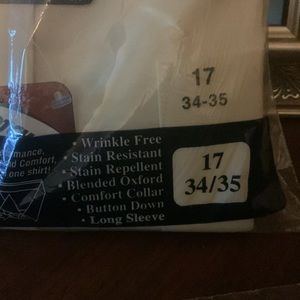 17
34-35
• Wrinkle Free
• Stain Resistant
• Stain Repellent
• Blended Oxford
• Comfort Collar
• Button Down
• Long Sleeve
17
34/35
Comfort,
one shirt!